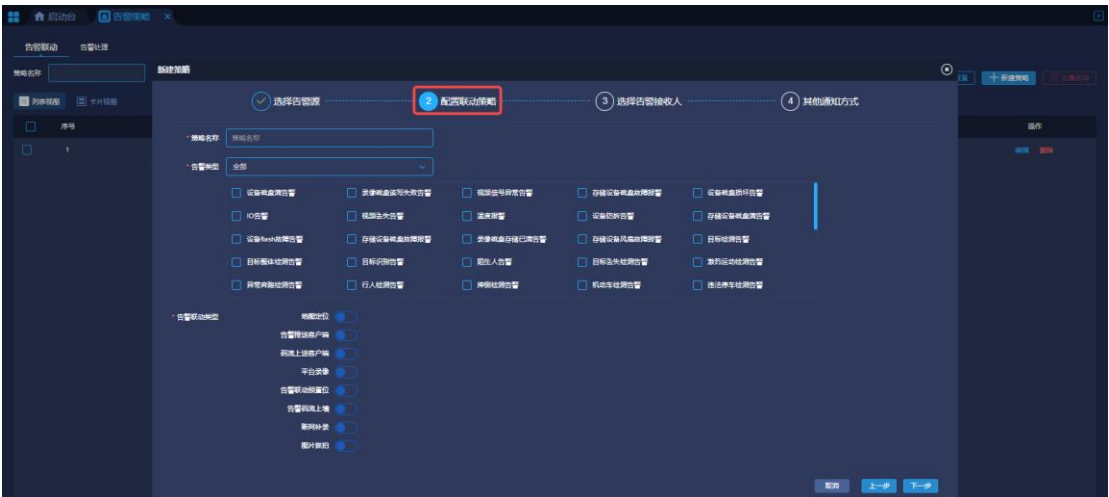 启动台 告警策略 ×
告警联动 告警处理
策略名称
新建策略
新建策略
列表视图 卡片视图
选择告警源 2 配置联动策略 3 选择告警接收人 4 其他通知方式
序号 操作
1 编辑 删除
* 策略名称 策略名称
* 告警类型 全部
设备磁盘满告警 录像磁盘读写失败告警 视频信号异常告警 存储设备磁盘故障报警 设备磁盘损坏告警
IO告警 视频丢失告警 温度报警 设备防拆告警 存储设备磁盘满告警
设备flash故障告警 存储设备磁盘故障报警 录像磁盘存储已满告警 存储设备风扇故障报警 目标检测告警
目标整体检测告警 目标识别告警 陌生人告警 目标丢失检测告警 激烈运动检测告警
异常奔跑检测告警 行人检测告警 摔倒检测告警 机动车检测告警 违法停车检测告警
* 告警联动类型 地图定位
告警推送客户端
码流上送客户端
平台录像
告警联动预置位
告警码流上墙
断网补录
图片抓拍
取消 上一步 下一步